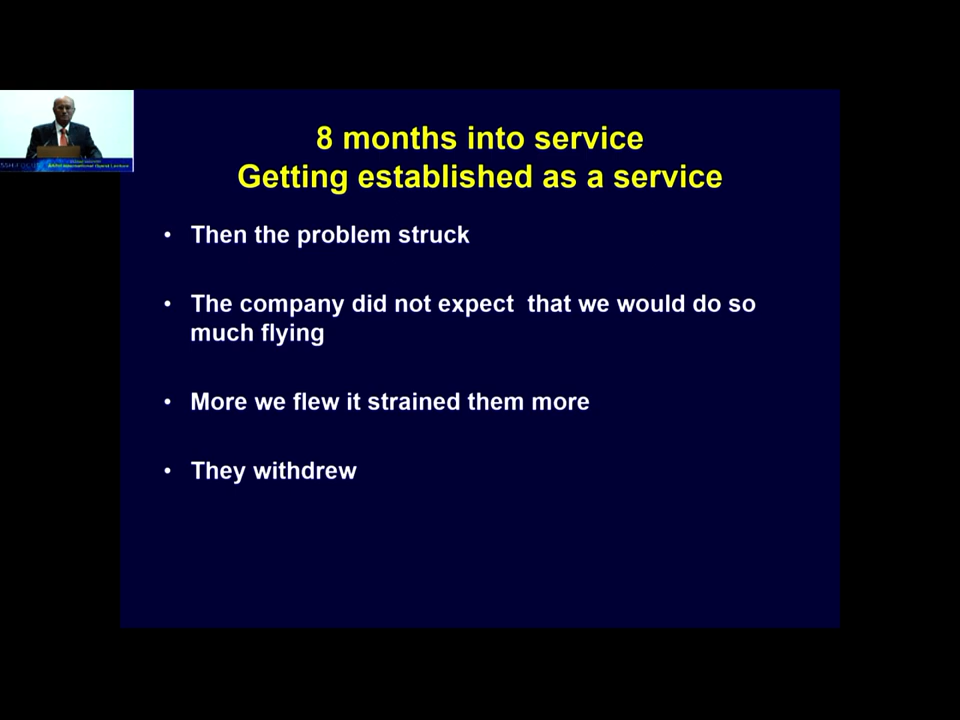 8 months into service
Getting established as a service
• Then the problem struck
• The company did not expect that we would do so
much flying
• More we flew it strained them more
• They withdrew